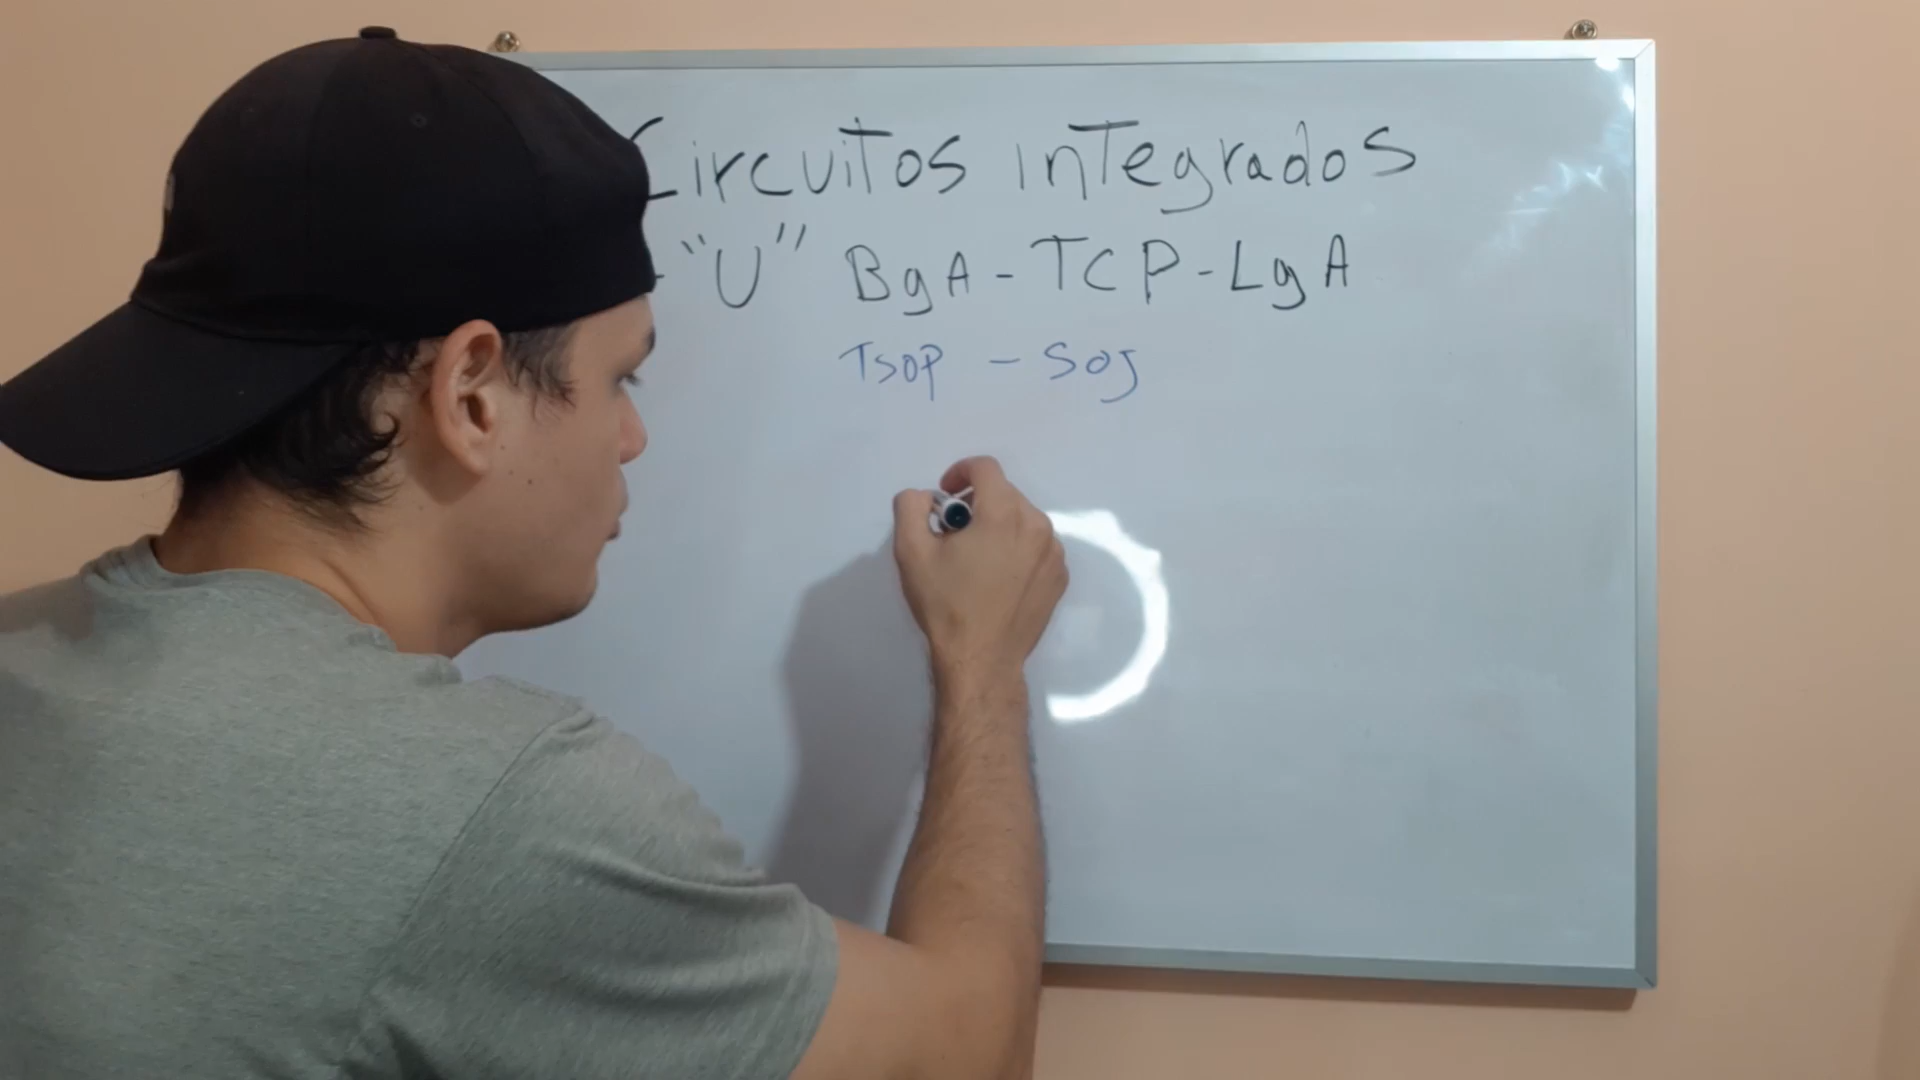 Circuitos integrados
- "U" BgA - TCP - LgA
TSOP - SOJ